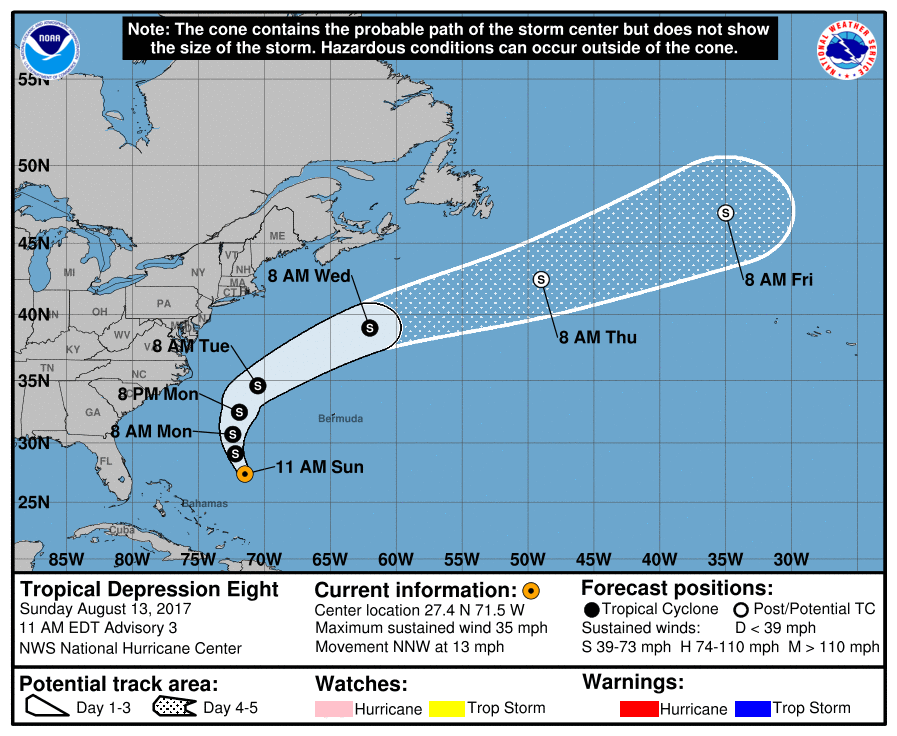 Note: The cone contains the probable path of the storm center but does not show
the size of the storm. Hazardous conditions can occur outside of the cone.
NOAA
NATIONAL WEATHER SERVICE
55N
50N
45N
40N
35N
30N
25N
ME
VT
NH
MA
CT
NY
MI
PA
OH
IN
WV
KY
TN
NC
GA
FL
8 AM Wed
8 AM Fri
8 AM Thu
8 AM Tue
8 PM Mon
8 AM Mon
11 AM Sun
S
S
S
S
S
S
S
Bermuda
Bahamas
Cuba
85W 80W 75W 70W 65W 60W 55W 50W 45W 40W 35W 30W
Tropical Depression Eight
Sunday August 13, 2017
11 AM EDT Advisory 3
NWS National Hurricane Center
Current information:
Center location 27.4 N 71.5 W
Maximum sustained wind 35 mph
Movement NNW at 13 mph
Forecast positions:
Tropical Cyclone Post/Potential TC
Sustained winds: D < 39 mph
S 39-73 mph H 74-110 mph M > 110 mph
Potential track area:
Day 1-3 Day 4-5
Watches:
Hurricane Trop Storm
Warnings:
Hurricane Trop Storm